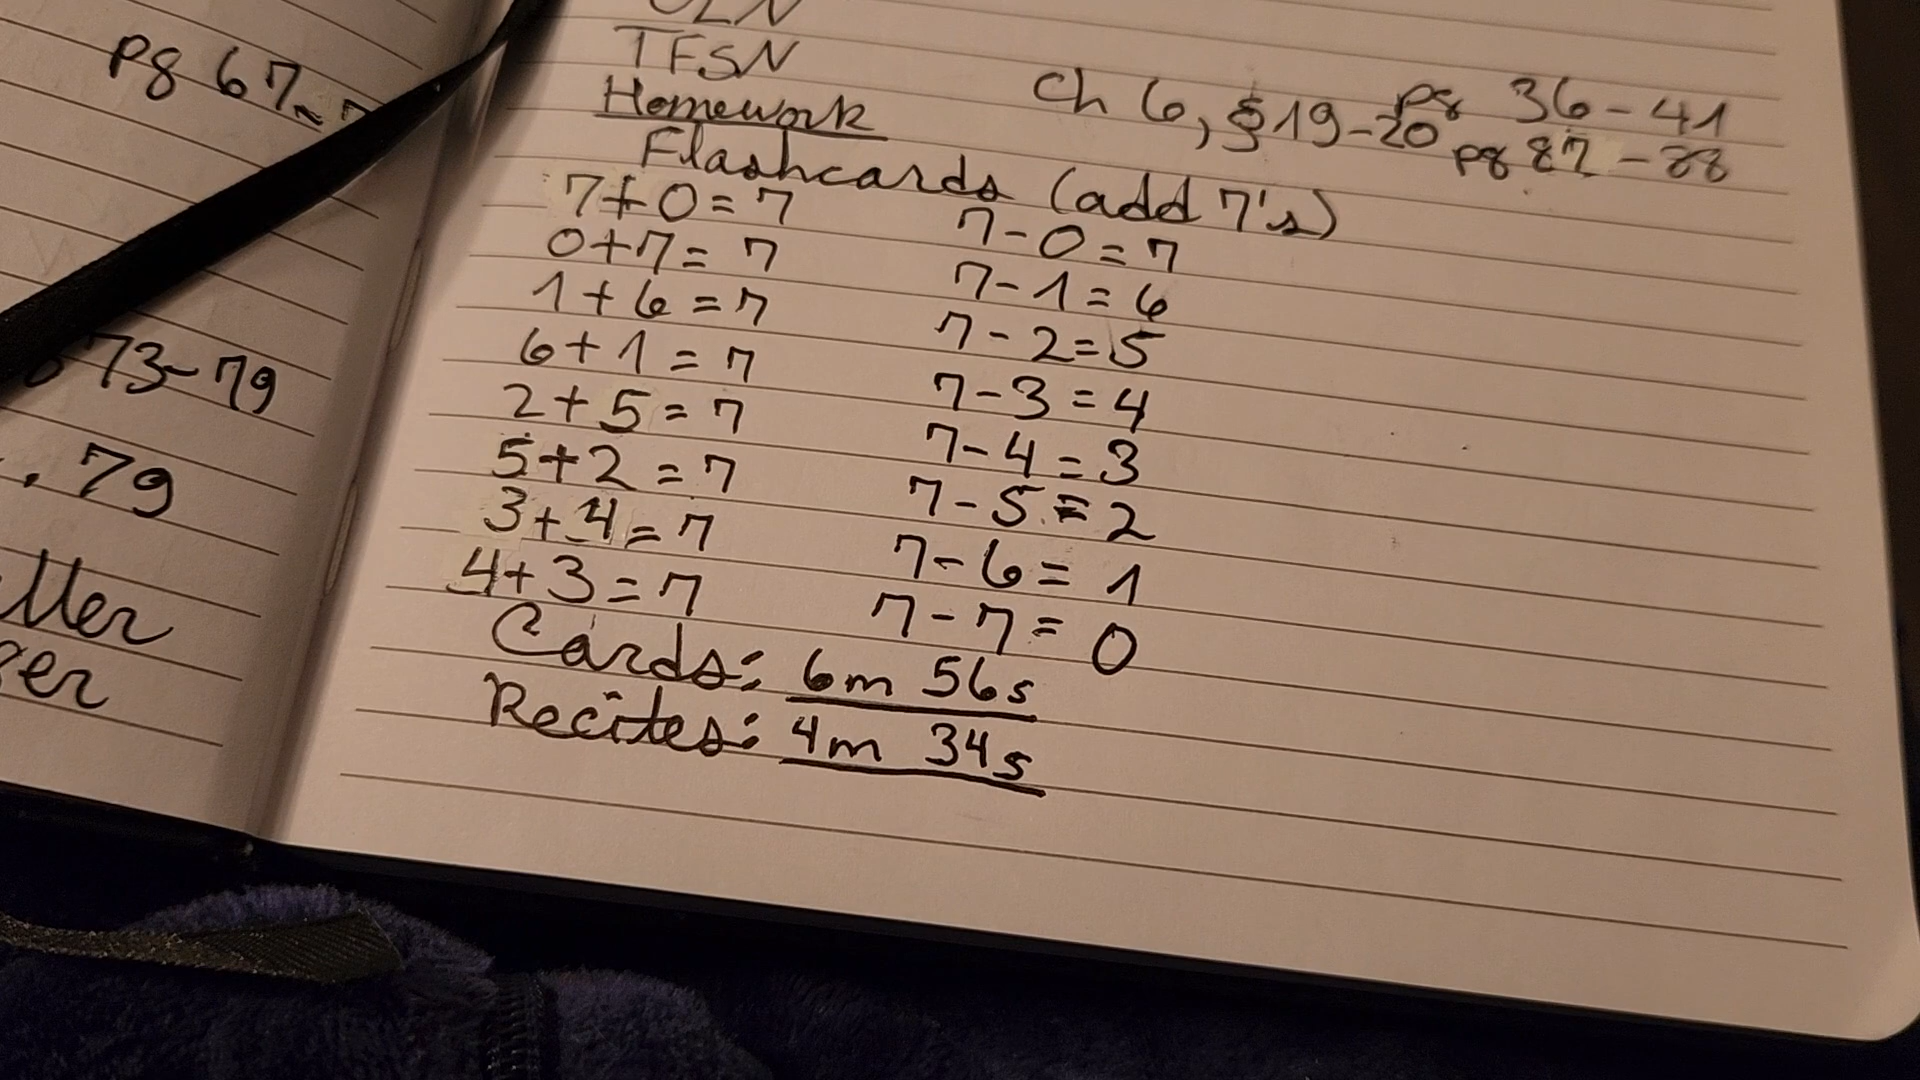 pg 67-7
73-79
. 79
ller
er
TFSN pg 36-41
Ch 6, §19-20 pg 87-88
Homework
Flashcards (add 7's)
7+0=7 7-0=7
0+7=7 7-1=6
1+6=7 7-2=5
6+1=7 7-3=4
2+5=7 7-4=3
5+2=7 7-5=2
3+4=7 7-6=1
4+3=7 7-7=0
Cards: 6m 56s
Recites: 4m 34s